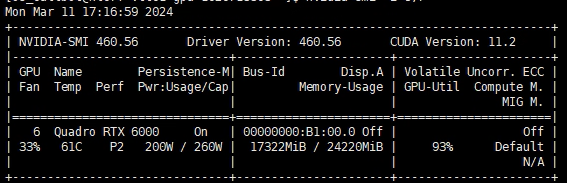 Mon Mar 11 17:16:59 2024
+-----------------------------------------------------------------------------+
| NVIDIA-SMI 460.56       Driver Version: 460.56       CUDA Version: 11.2     |
|-------------------------------+----------------------+----------------------+
| GPU  Name        Persistence-M| Bus-Id        Disp.A | Volatile Uncorr. ECC |
| Fan  Temp  Perf  Pwr:Usage/Cap|         Memory-Usage | GPU-Util  Compute M. |
|                               |                      |               MIG M. |
|===============================+======================+======================|
|   6  Quadro RTX 6000     On   | 00000000:B1:00.0 Off |                  Off |
| 33%   61C    P2   200W / 260W |  17322MiB / 24220MiB |     93%      Default |
|                               |                      |                  N/A |
+-------------------------------+----------------------+----------------------+